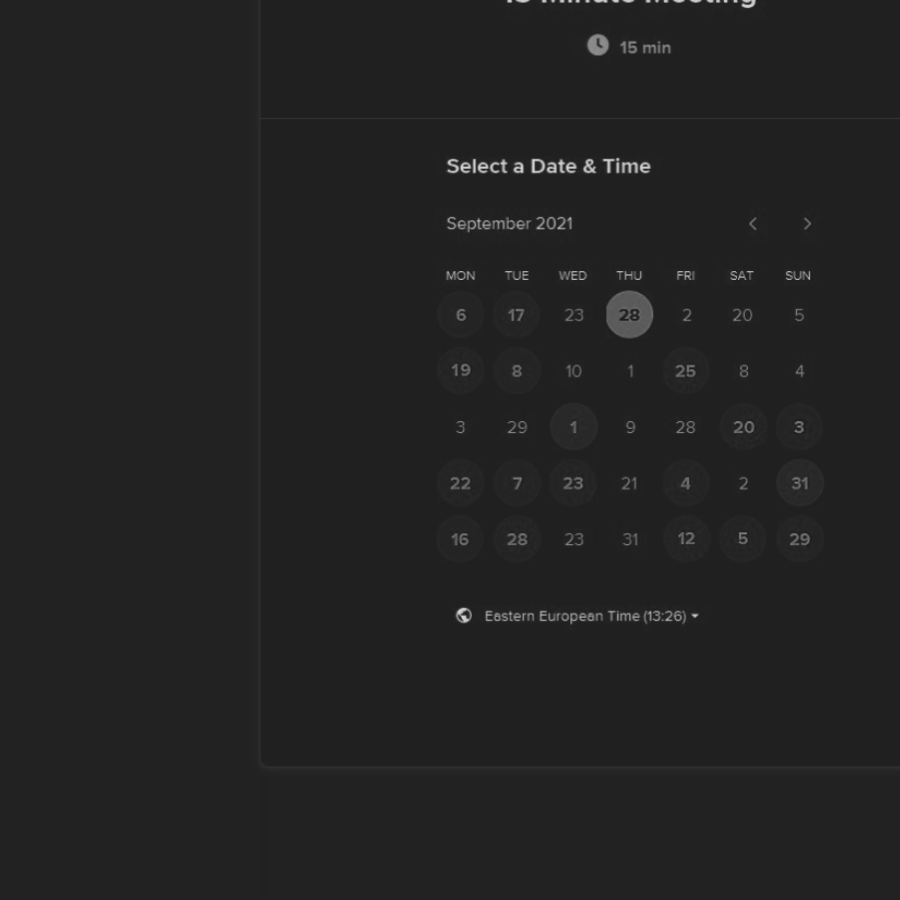 15 Minute Meeting
15 min
Select a Date & Time
September 2021
MON TUE WED THU FRI SAT SUN
6 17 23 28 2 20 5
19 8 10 1 25 8 4
3 29 1 9 28 20 3
22 7 23 21 4 2 31
16 28 23 31 12 5 29
Eastern European Time (13:26)